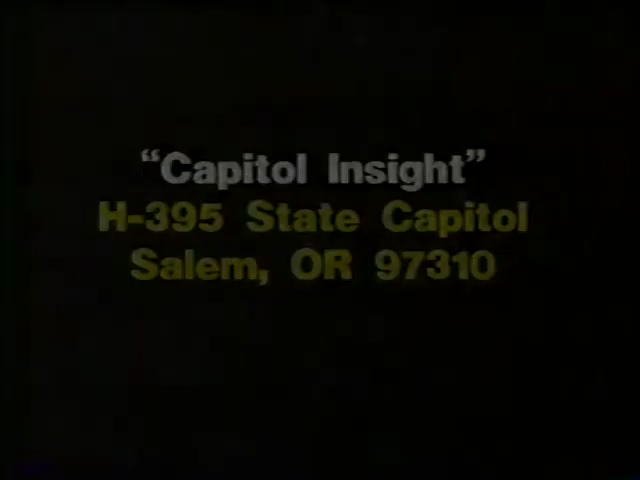 “Capitol Insight”
H-395 State Capitol
Salem, OR 97310